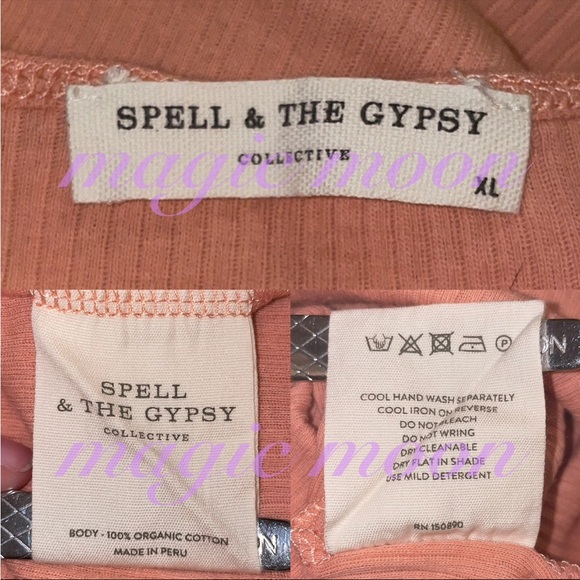 SPELL & THE GYPSY
COLLECTIVE
XL
magic moon
SPELL
& THE GYPSY
COLLECTIVE
BODY - 100% ORGANIC COTTON
MADE IN PERU
P
ON
COOL HAND WASH SEPARATELY
COOL IRON ON REVERSE
DO NOT BLEACH
DO NOT WRING
DRY CLEANABLE
DRY FLAT IN SHADE
USE MILD DETERGENT
RN 150890
magic moon
ON